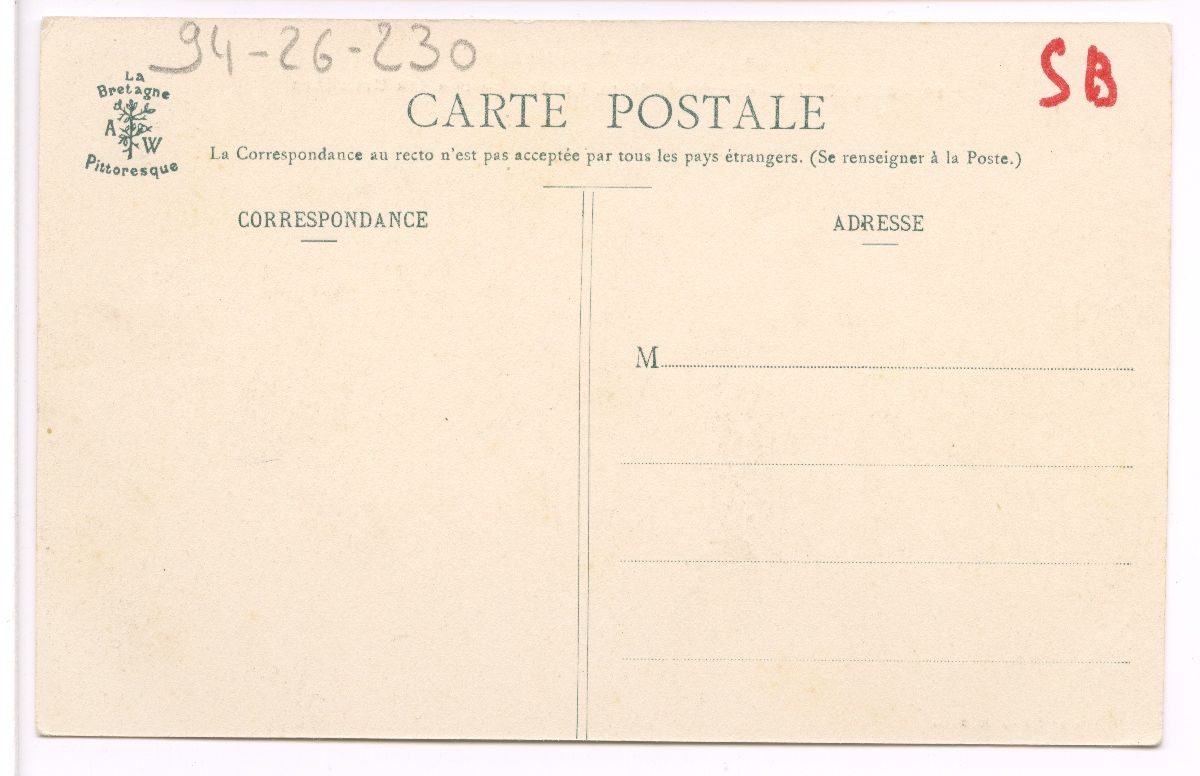 94-26-230
SB
La
Bretagne
A W
Pittoresque
CARTE POSTALE
La Correspondance au recto n'est pas acceptée par tous les pays étrangers. (Se renseigner à la Poste.)
CORRESPONDANCE
ADRESSE
M